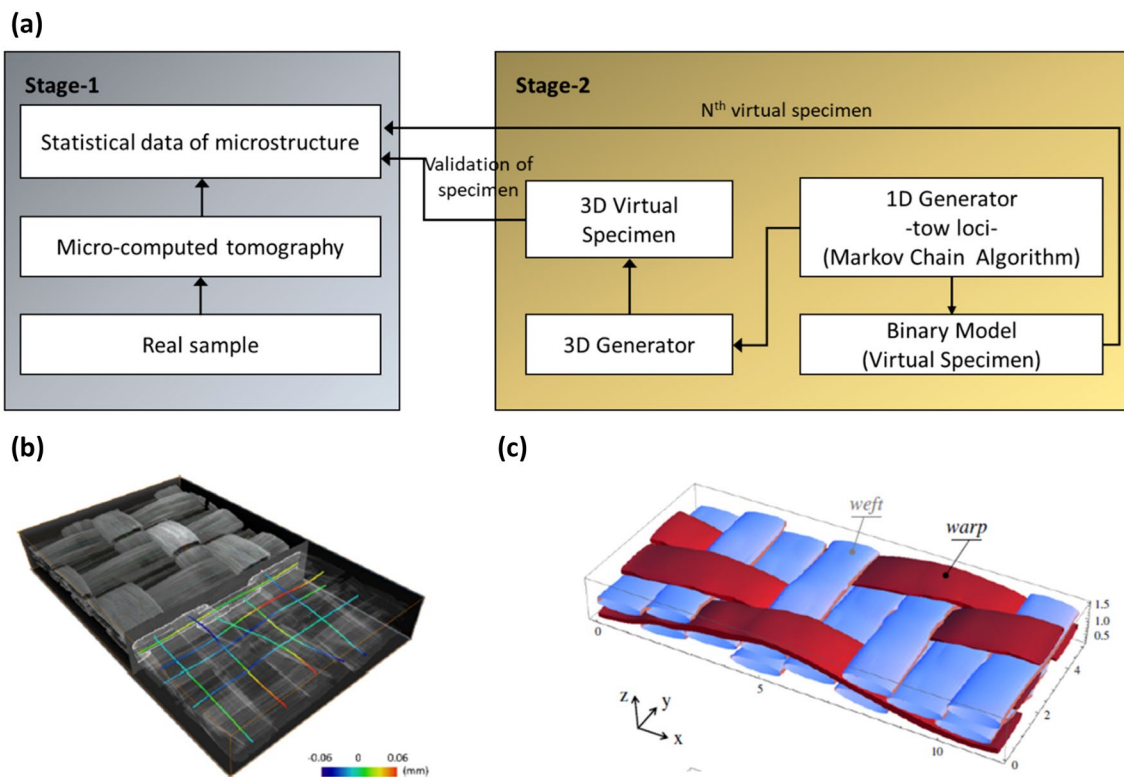 (a)
Stage-1
Statistical data of microstructure
Micro-computed tomography
Real sample
Stage-2
Nth virtual specimen
Validation of
specimen
3D Virtual
Specimen
3D Generator
1D Generator
-tow loci-
(Markov Chain Algorithm)
Binary Model
(Virtual Specimen)
(b)
-0.06 0 0.06
(mm)
(c)
weft
warp
1.5
1.0
0.5
0
5
10
0
2
4
z
y
x